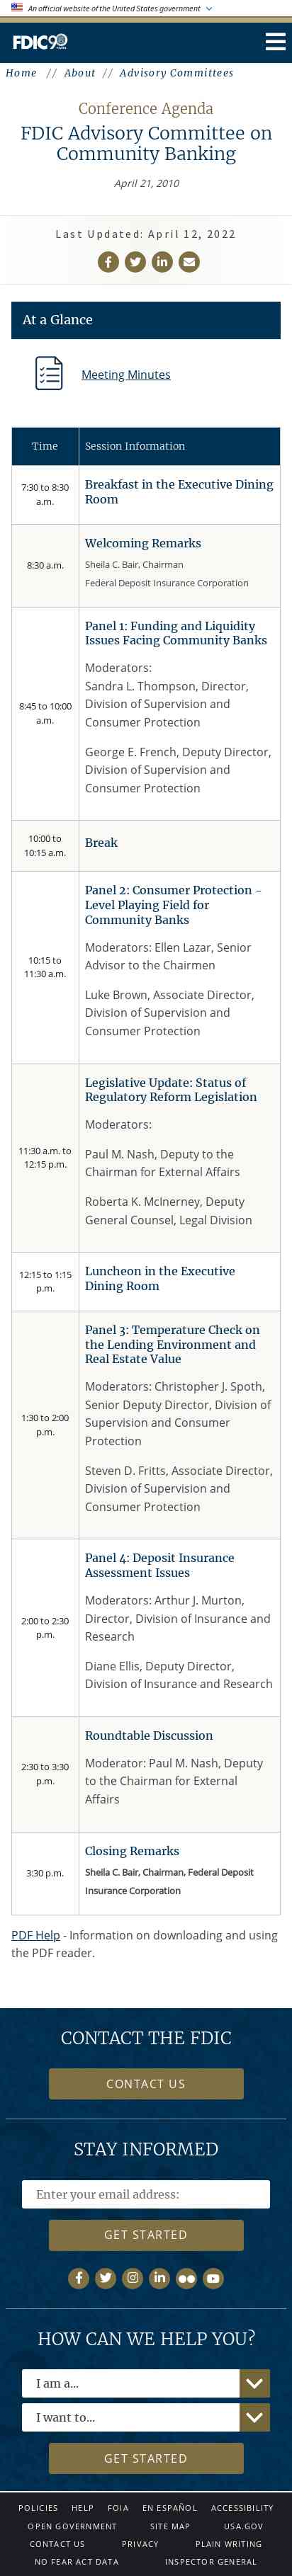 An official website of the United States government
FDIC 90
Home // About // Advisory Committees
Conference Agenda
FDIC Advisory Committee on
Community Banking
April 21, 2010
Last Updated: April 12, 2022
At a Glance
Meeting Minutes
Time
Session Information
7:30 to 8:30
a.m.
Breakfast in the Executive Dining
Room
8:30 a.m.
Welcoming Remarks
Sheila C. Bair, Chairman
Federal Deposit Insurance Corporation
8:45 to 10:00
a.m.
Panel 1: Funding and Liquidity
Issues Facing Community Banks
Moderators:
Sandra L. Thompson, Director,
Division of Supervision and
Consumer Protection
George E. French, Deputy Director,
Division of Supervision and
Consumer Protection
10:00 to
10:15 a.m.
Break
10:15 to
11:30 a.m.
Panel 2: Consumer Protection -
Level Playing Field for
Community Banks
Moderators: Ellen Lazar, Senior
Advisor to the Chairmen
Luke Brown, Associate Director,
Division of Supervision and
Consumer Protection
11:30 a.m. to
12:15 p.m.
Legislative Update: Status of
Regulatory Reform Legislation
Moderators:
Paul M. Nash, Deputy to the
Chairman for External Affairs
Roberta K. McInerney, Deputy
General Counsel, Legal Division
12:15 to 1:15
p.m.
Luncheon in the Executive
Dining Room
1:30 to 2:00
p.m.
Panel 3: Temperature Check on
the Lending Environment and
Real Estate Value
Moderators: Christopher J. Spoth,
Senior Deputy Director, Division of
Supervision and Consumer
Protection
Steven D. Fritts, Associate Director,
Division of Supervision and
Consumer Protection
2:00 to 2:30
p.m.
Panel 4: Deposit Insurance
Assessment Issues
Moderators: Arthur J. Murton,
Director, Division of Insurance and
Research
Diane Ellis, Deputy Director,
Division of Insurance and Research
2:30 to 3:30
p.m.
Roundtable Discussion
Moderator: Paul M. Nash, Deputy
to the Chairman for External
Affairs
3:30 p.m.
Closing Remarks
Sheila C. Bair, Chairman, Federal Deposit
Insurance Corporation
PDF Help - Information on downloading and using
the PDF reader.
CONTACT THE FDIC
CONTACT US
STAY INFORMED
Enter your email address:
GET STARTED
HOW CAN WE HELP YOU?
I am a...
I want to...
GET STARTED
POLICIES HELP FOIA EN ESPAÑOL ACCESSIBILITY
OPEN GOVERNMENT SITE MAP USA.GOV
CONTACT US PRIVACY PLAIN WRITING
NO FEAR ACT DATA INSPECTOR GENERAL